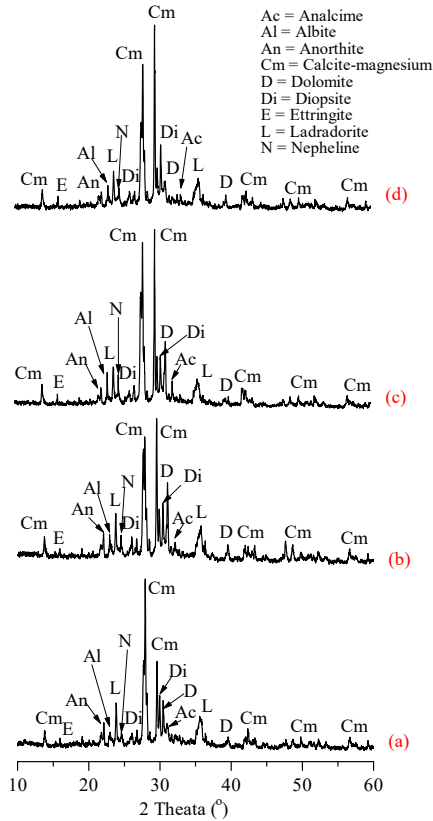 Ac = Analcime
Al = Albite
An = Anorthite
Cm = Calcite-magnesium
D = Dolomite
Di = Diopsite
E = Ettringite
L = Ladradorite
N = Nepheline
Cm
Cm
N
L
Al
Di
Ac
D
L
Cm
E
An
Di
D
Cm
Cm
Cm
(d)
Cm
Cm
N
L
Al
D
Di
An
Di
Ac
L
Cm
E
D
Cm
Cm
Cm
(c)
Cm
Cm
N
L
Al
D
Di
An
Di
Ac
L
Cm
E
D
Cm
Cm
Cm
(b)
Cm
Cm
N
L
Al
Di
D
An
Ac
L
Cm
E
D
Cm
Cm
Cm
(a)
10 20 30 40 50 60
2 Theata (o)